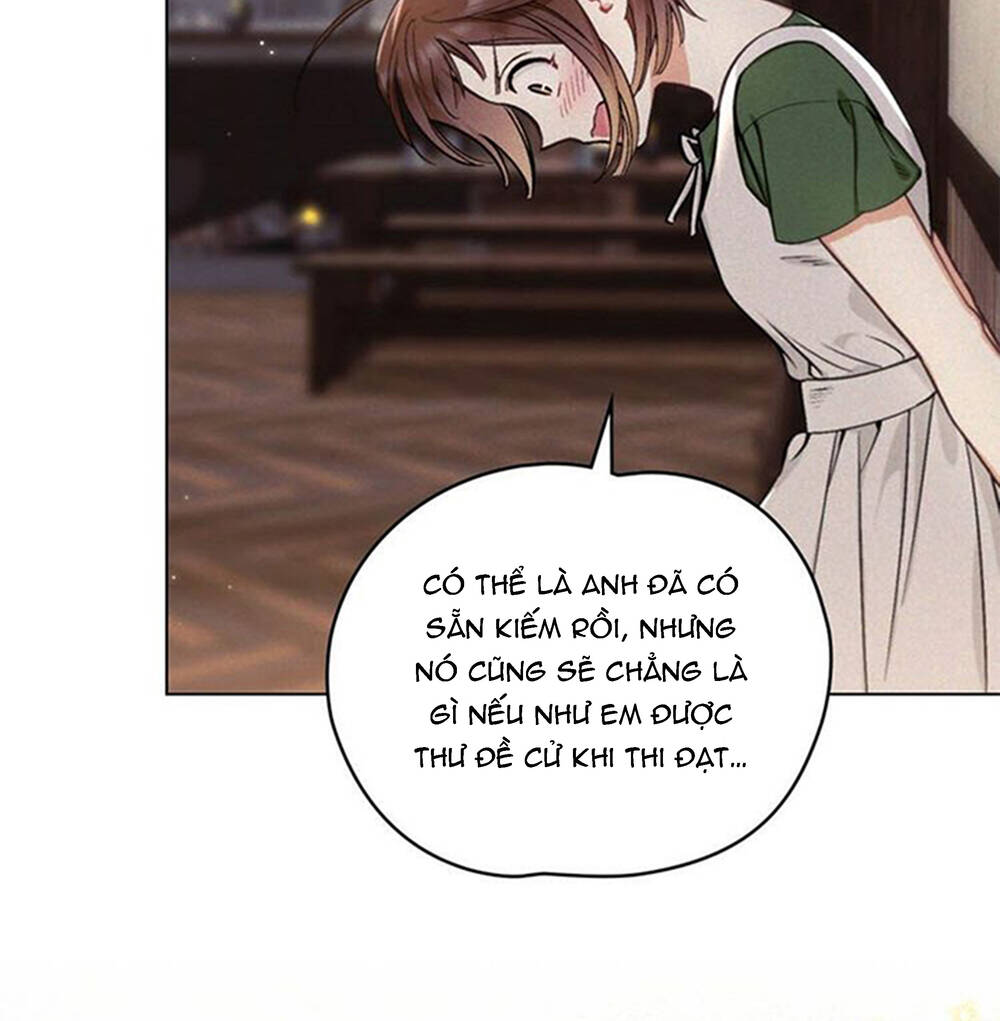 CÓ THỂ LÀ ANH ĐÃ CÓ
SẴN KIẾM RỒI, NHƯNG
NÓ CŨNG SẼ CHẲNG LÀ
GÌ NẾU NHƯ EM ĐƯỢC
THƯ ĐỀ CỬ KHI THI ĐẠT...